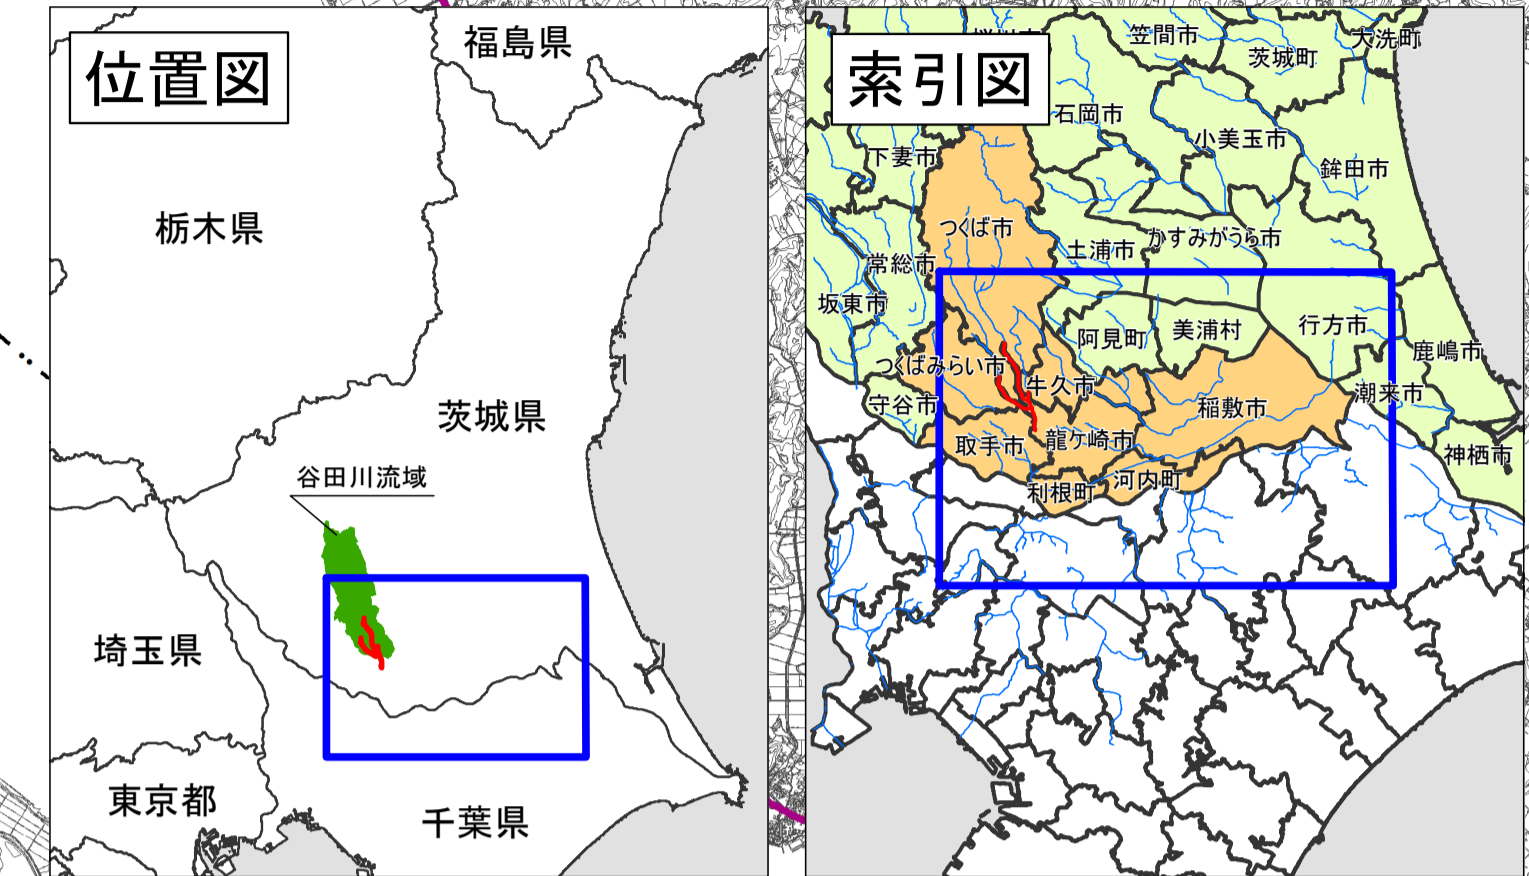 位置図
福島県
栃木県
茨城県
谷田川流域
埼玉県
東京都
千葉県
索引図
笠間市
茨城町
大洗町
石岡市
小美玉市
下妻市
鉾田市
つくば市
土浦市
かすみがうら市
常総市
坂東市
阿見町
美浦村
行方市
鹿嶋市
つくばみらい市
牛久市
潮来市
守谷市
稲敷市
取手市
龍ケ崎市
神栖市
利根町
河内町